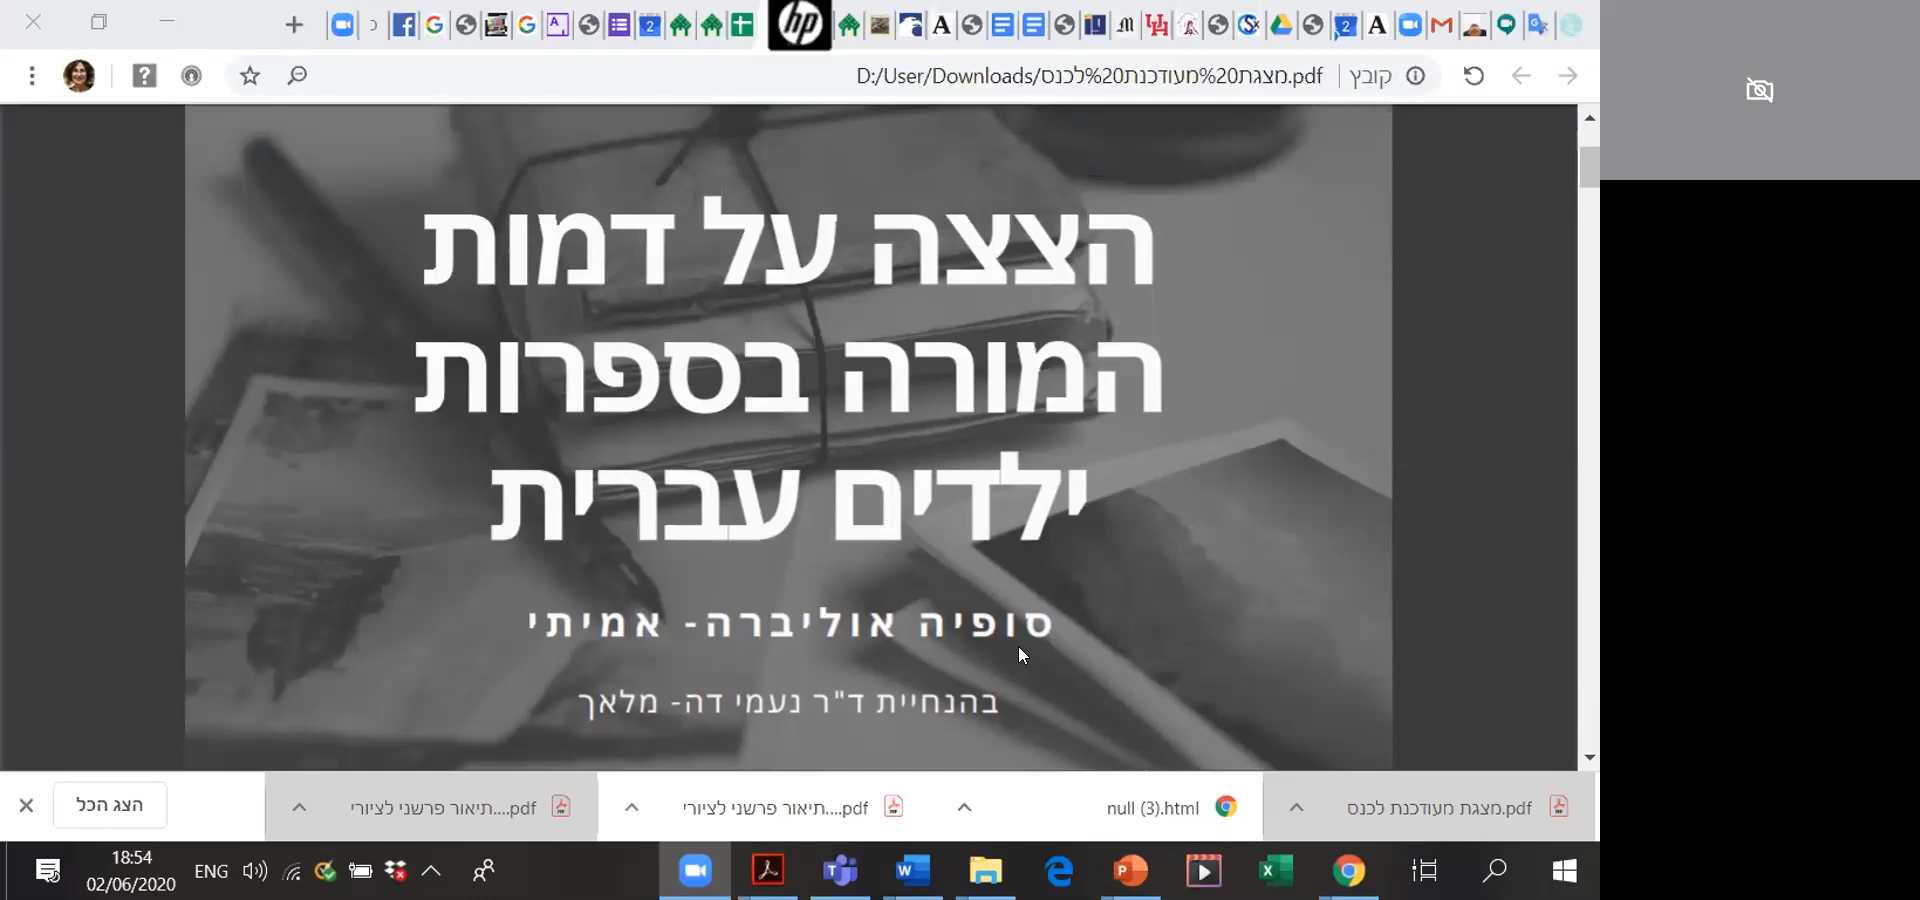 D:/User/Downloads/מצגת%20מעודכנת%20לכנס.pdf
קובץ
הצצה על דמות
המורה בספרות
ילדים עברית
סופיה אוליברה- אמיתי
בהנחיית ד"ר נעמי דה- מלאך
מצגת מעודכנת לכנס.pdf
null (3).html
תיאור פרשני לציורי....pdf
תיאור פרשני לציורי....pdf
הצג הכל
ENG
18:54
02/06/2020